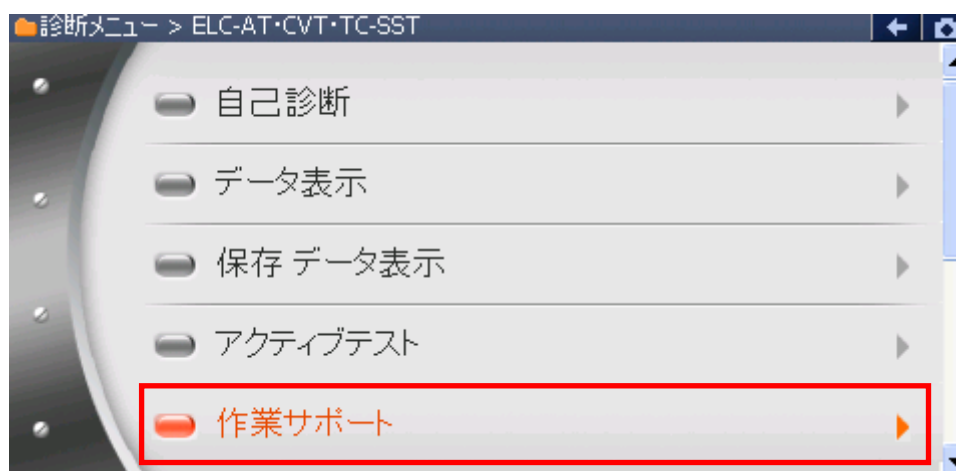 診断メニュー > ELC-AT・CVT・TC-SST
自己診断
データ表示
保存 データ表示
アクティブテスト
作業サポート